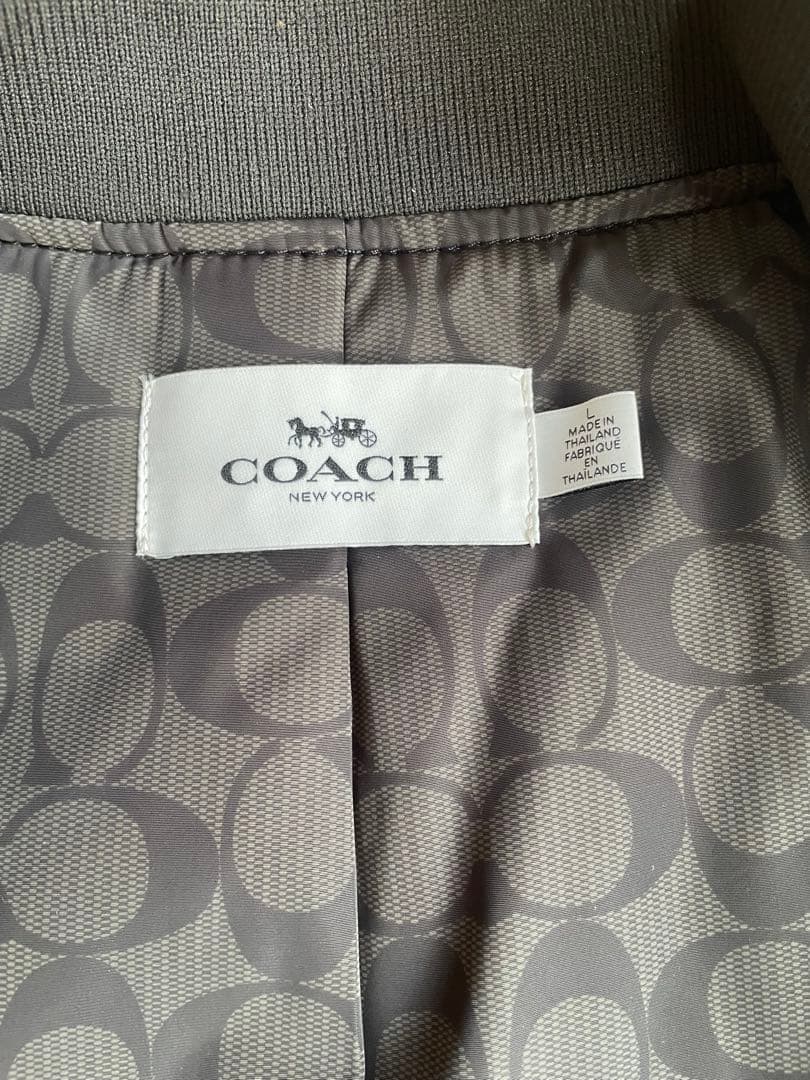 COACH
NEW YORK
L
MADE IN
THAILAND
FABRIQUÉ
EN
THAÏLANDE